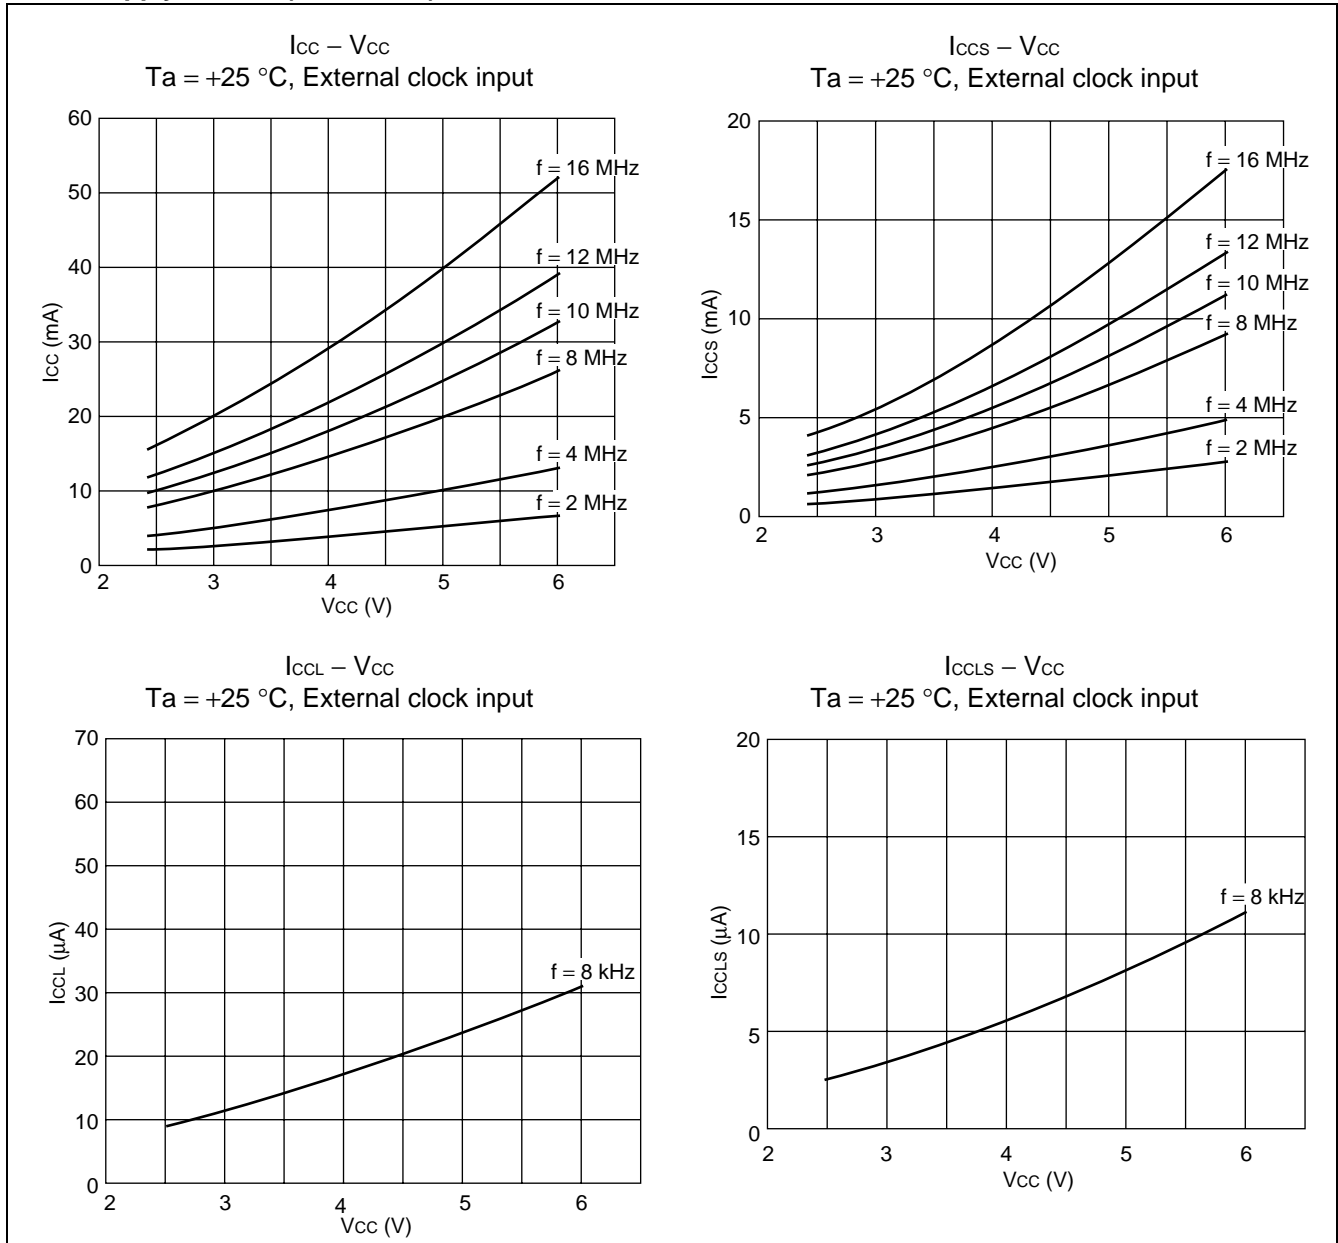 Icc – Vcc
Ta = +25 °C, External clock input
60
50
40
30
20
10
0
Icc (mA)
f = 16 MHz
f = 12 MHz
f = 10 MHz
f = 8 MHz
f = 4 MHz
f = 2 MHz
2 3 4 5 6
Vcc (V)
Iccs – Vcc
Ta = +25 °C, External clock input
20
15
10
5
0
Iccs (mA)
f = 16 MHz
f = 12 MHz
f = 10 MHz
f = 8 MHz
f = 4 MHz
f = 2 MHz
2 3 4 5 6
Vcc (V)
IccL – Vcc
Ta = +25 °C, External clock input
70
60
50
40
30
20
10
0
IccL (μA)
f = 8 kHz
2 3 4 5 6
Vcc (V)
IccLS – Vcc
Ta = +25 °C, External clock input
20
15
10
5
0
IccLS (μA)
f = 8 kHz
2 3 4 5 6
Vcc (V)